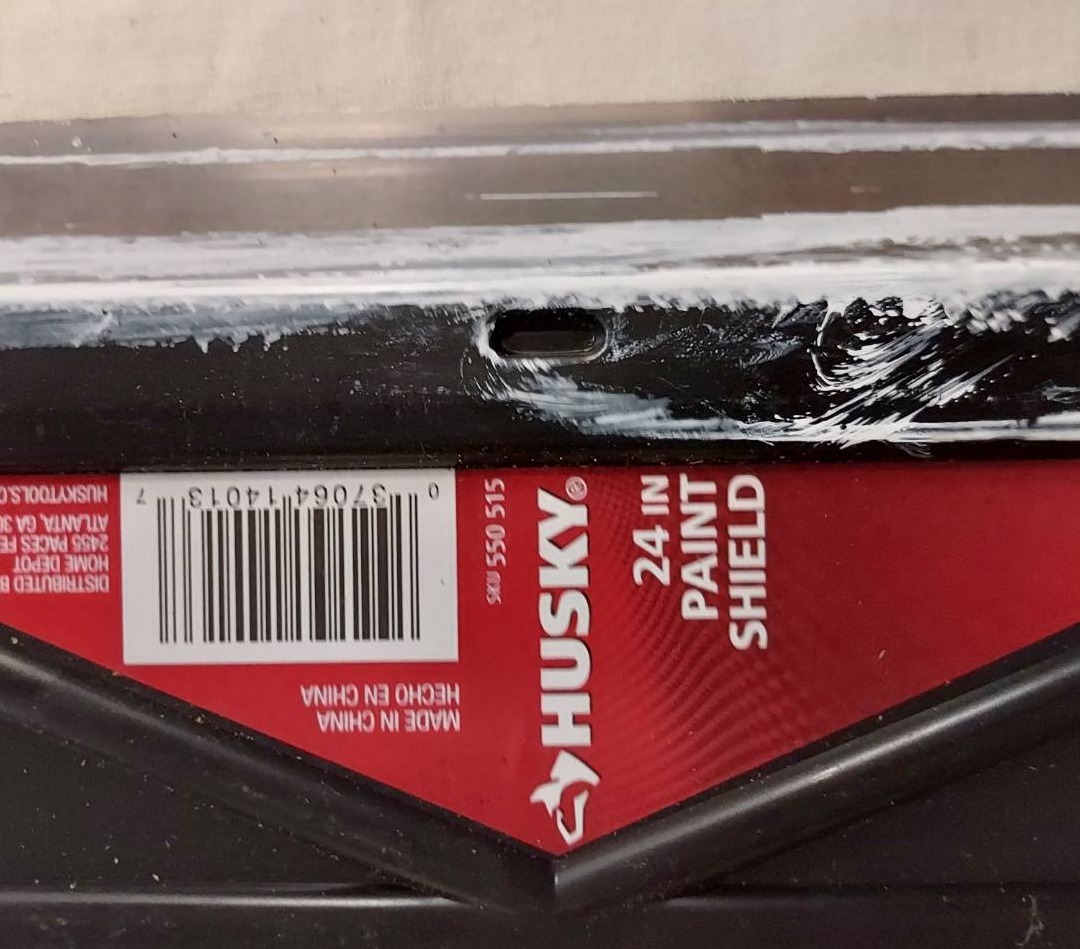 HUSKY®
24 IN
PAINT
SHIELD
SKU 550 515
MADE IN CHINA
HECHO EN CHINA
0 37064 14013 7
DISTRIBUTED B
HOME DEPOT
2455 PACES FE
ATLANTA, GA 30
HUSKYTOOLS.C